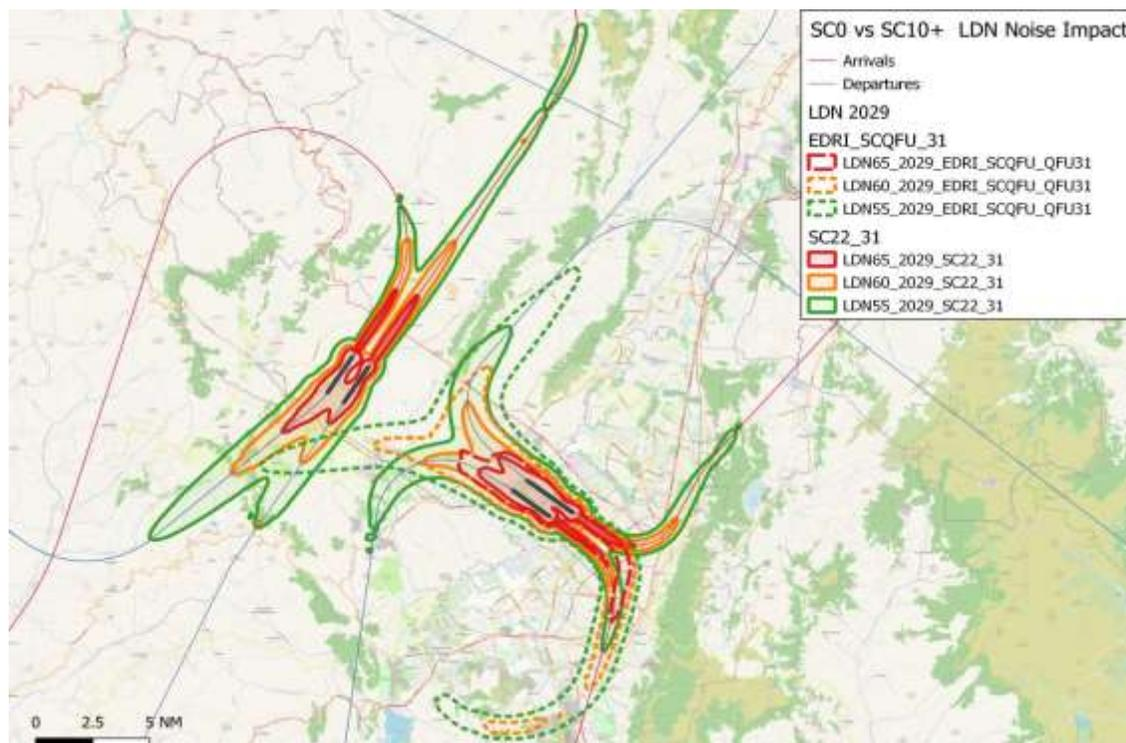 SC0 vs SC10+ LDN Noise Impact
Arrivals
Departures
LDN 2029
EDRI_SCQFU_31
LDN65_2029_EDRI_SCQFU_QFU31
LDN60_2029_EDRI_SCQFU_QFU31
LDN55_2029_EDRI_SCQFU_QFU31
SC22_31
LDN65_2029_SC22_31
LDN60_2029_SC22_31
LDN55_2029_SC22_31
0 2.5 5 NM